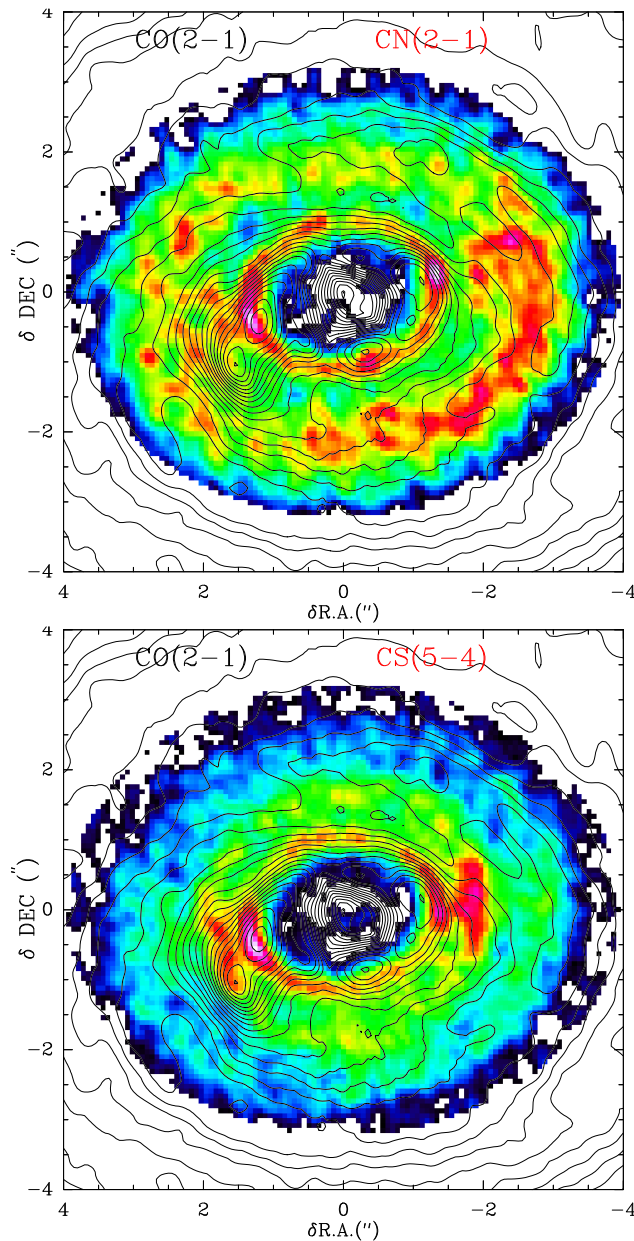 4
CO(2−1) CN(2−1)
2
0
−2
−4
δ DEC (″)
4 2 0 −2 −4
δR.A.(″)
4
CO(2−1) CS(5−4)
2
0
−2
−4
δ DEC (″)
4 2 0 −2 −4
δR.A.(″)